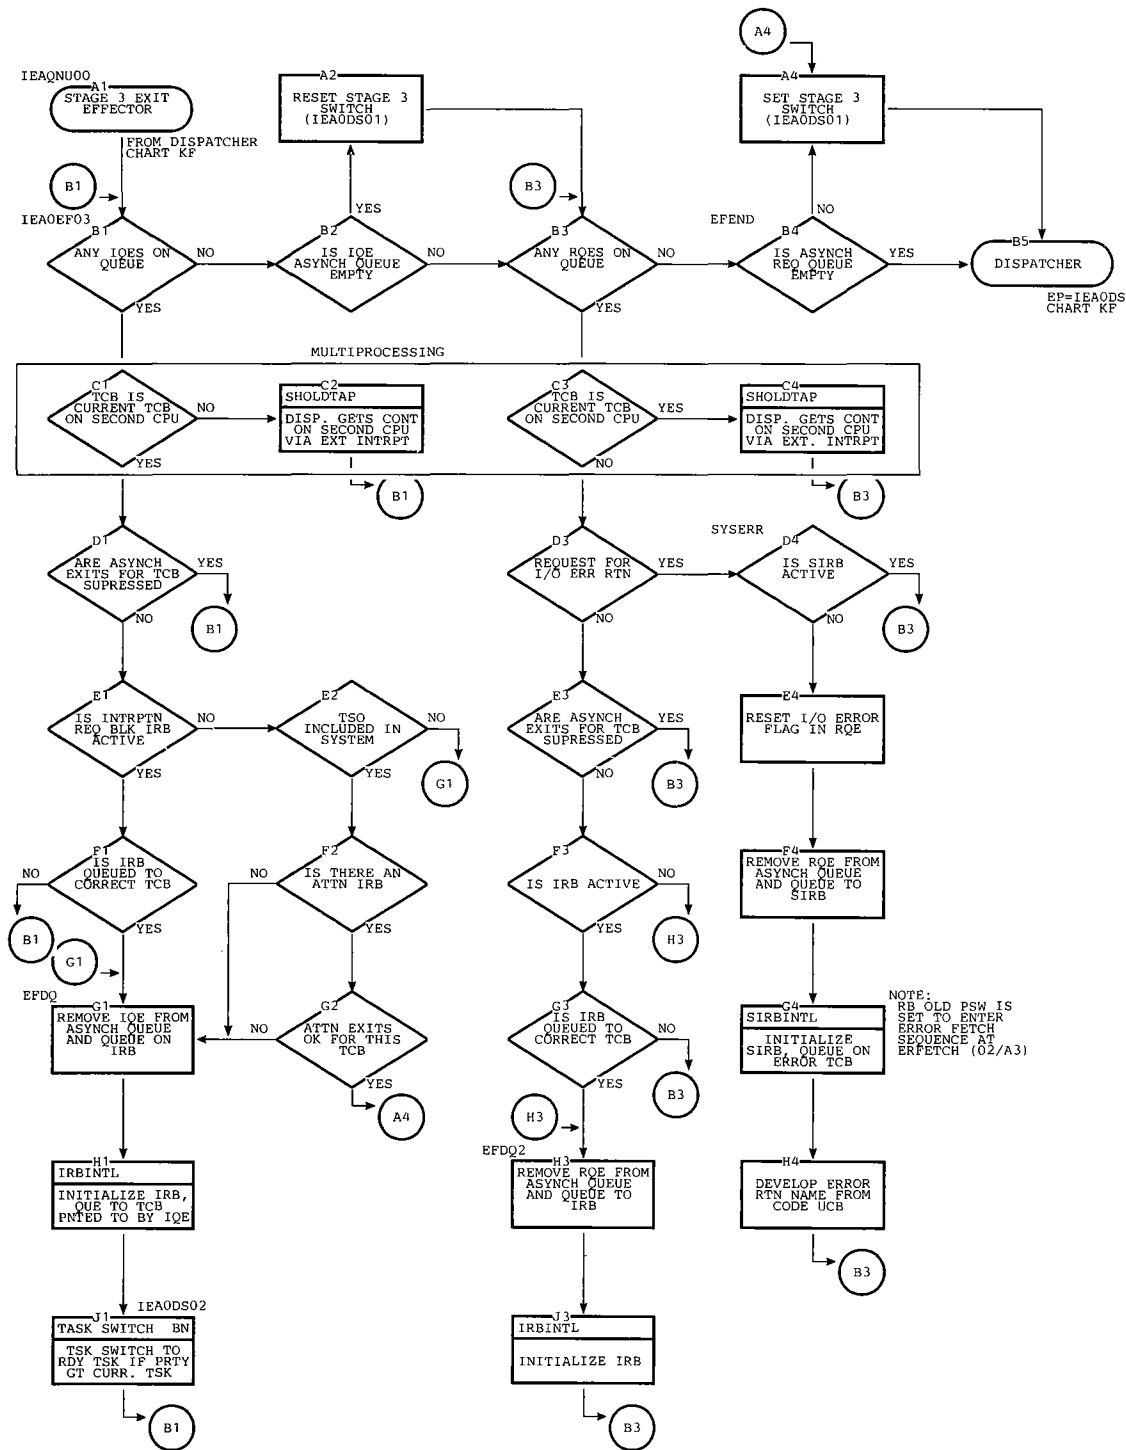 IEAQNU00
A1
STAGE 3 EXIT
EFFECTOR
FROM DISPATCHER
CHART KF
A2
RESET STAGE 3
SWITCH
(IEA0DS01)
A4
A4
SET STAGE 3
SWITCH
(IEA0DS01)
B1
B3
IEA0EF03
B1
ANY IQES ON
QUEUE
NO
YES
B2
IS IQE
ASYNCH QUEUE
EMPTY
YES
NO
B3
ANY RQES ON
QUEUE
NO
YES
EFEND
B4
IS ASYNCH
REQ QUEUE
EMPTY
NO
YES
B5
DISPATCHER
EP=IEA0DS
CHART KF
MULTIPROCESSING
C1
TCB IS
CURRENT TCB
ON SECOND CPU
NO
YES
C2
SHOLDTAP
DISP. GETS CONT
ON SECOND CPU
VIA EXT INTRPT
B1
C3
TCB IS
CURRENT TCB
ON SECOND CPU
YES
NO
C4
SHOLDTAP
DISP. GETS CONT
ON SECOND CPU
VIA EXT. INTRPT
B3
D1
ARE ASYNCH
EXITS FOR TCB
SUPRESSED
YES
NO
B1
D3
REQUEST FOR
I/O ERR RTN
YES
NO
SYSERR
D4
IS SIRB
ACTIVE
YES
NO
B3
E1
IS INTRPTN
REQ BLK IRB
ACTIVE
NO
YES
E2
TSO
INCLUDED IN
SYSTEM
NO
YES
G1
E3
ARE ASYNCH
EXITS FOR TCB
SUPRESSED
YES
NO
B3
E4
RESET I/O ERROR
FLAG IN RQE
F1
IS IRB
QUEUED TO
CORRECT TCB
NO
YES
B1
G1
F2
IS THERE AN
ATTN IRB
NO
YES
F3
IS IRB ACTIVE
NO
YES
H3
F4
REMOVE RQE FROM
ASYNCH QUEUE
AND QUEUE TO
SIRB
EFDQ
G1
REMOVE IQE FROM
ASYNCH QUEUE
AND QUEUE ON
IRB
G2
ATTN EXITS
OK FOR THIS
TCB
NO
YES
A4
G3
IS IRB
QUEUED TO
CORRECT TCB
NO
YES
B3
H3
G4
SIRBINTL
INITIALIZE
SIRB, QUEUE ON
ERROR TCB
NOTE:
RB OLD PSW IS
SET TO ENTER
ERROR FETCH
SEQUENCE AT
ERFETCH (02/A3)
H1
IRBINTL
INITIALIZE IRB,
QUE TO TCB
PNTED TO BY IQE
EFDQ2
H3
REMOVE RQE FROM
ASYNCH QUEUE
AND QUEUE TO
IRB
H4
DEVELOP ERROR
RTN NAME FROM
CODE UCB
B3
IEA0DS02
J1
TASK SWITCH BN
TSK SWITCH TO
RDY TSK IF PRTY
GT CURR. TSK
B1
J3
IRBINTL
INITIALIZE IRB
B3